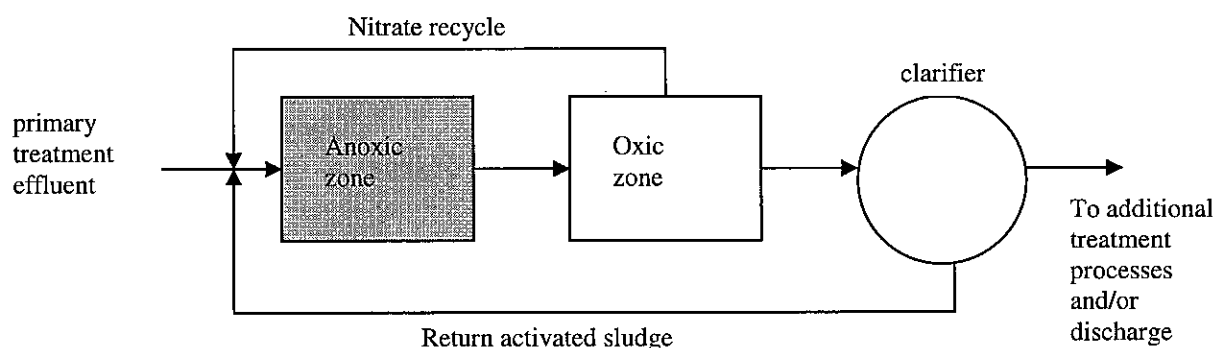 Nitrate recycle
clarifier
primary
treatment
effluent
Anoxic
zone
Oxic
zone
To additional
treatment
processes
and/or
discharge
Return activated sludge